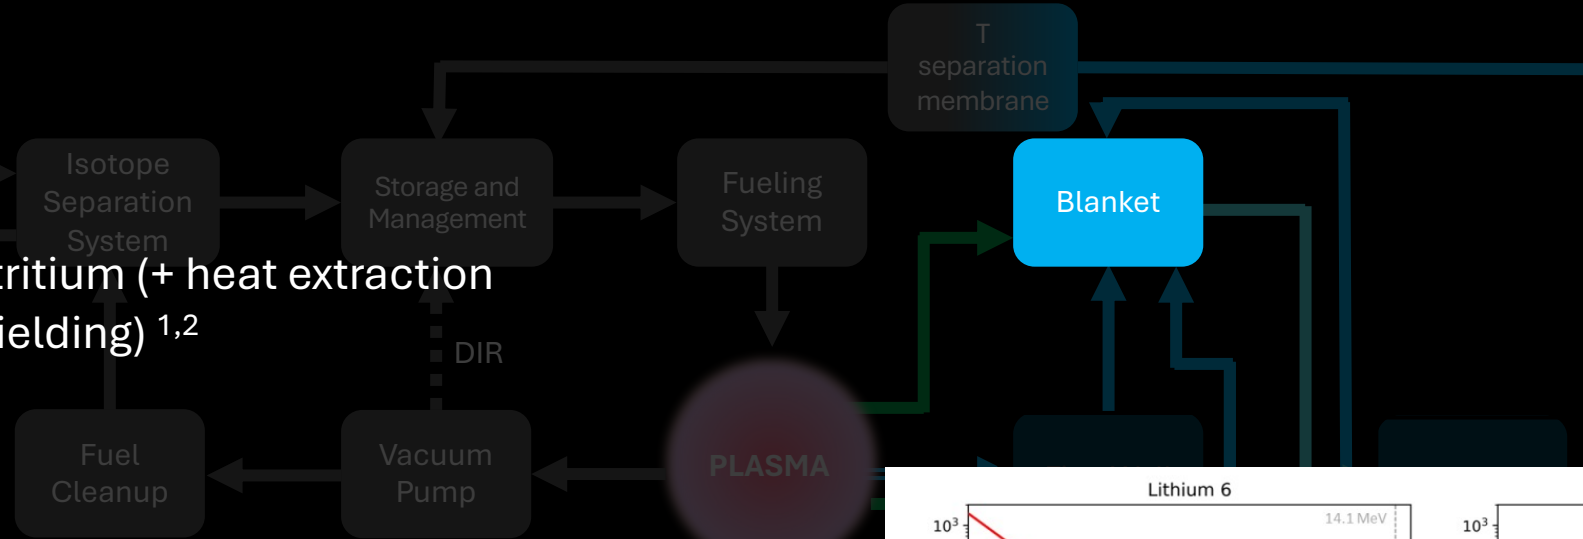 T
separation
membrane
Isotope
Separation
System
Storage and
Management
Fueling
System
Blanket
tritium (+ heat extraction
ielding) 1,2
DIR
Fuel
Cleanup
Vacuum
Pump
PLASMA
Lithium 6
10³
14.1 MeV
10³